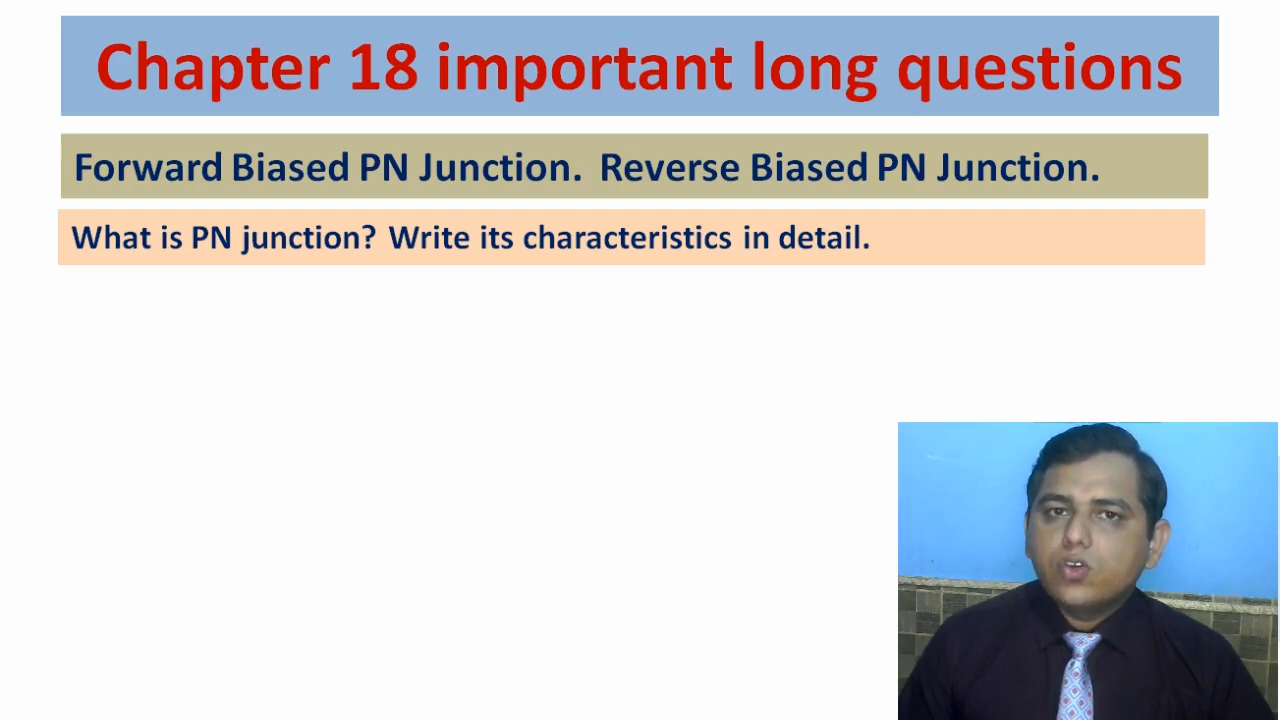 Chapter 18 important long questions
Forward Biased PN Junction. Reverse Biased PN Junction.
What is PN junction? Write its characteristics in detail.